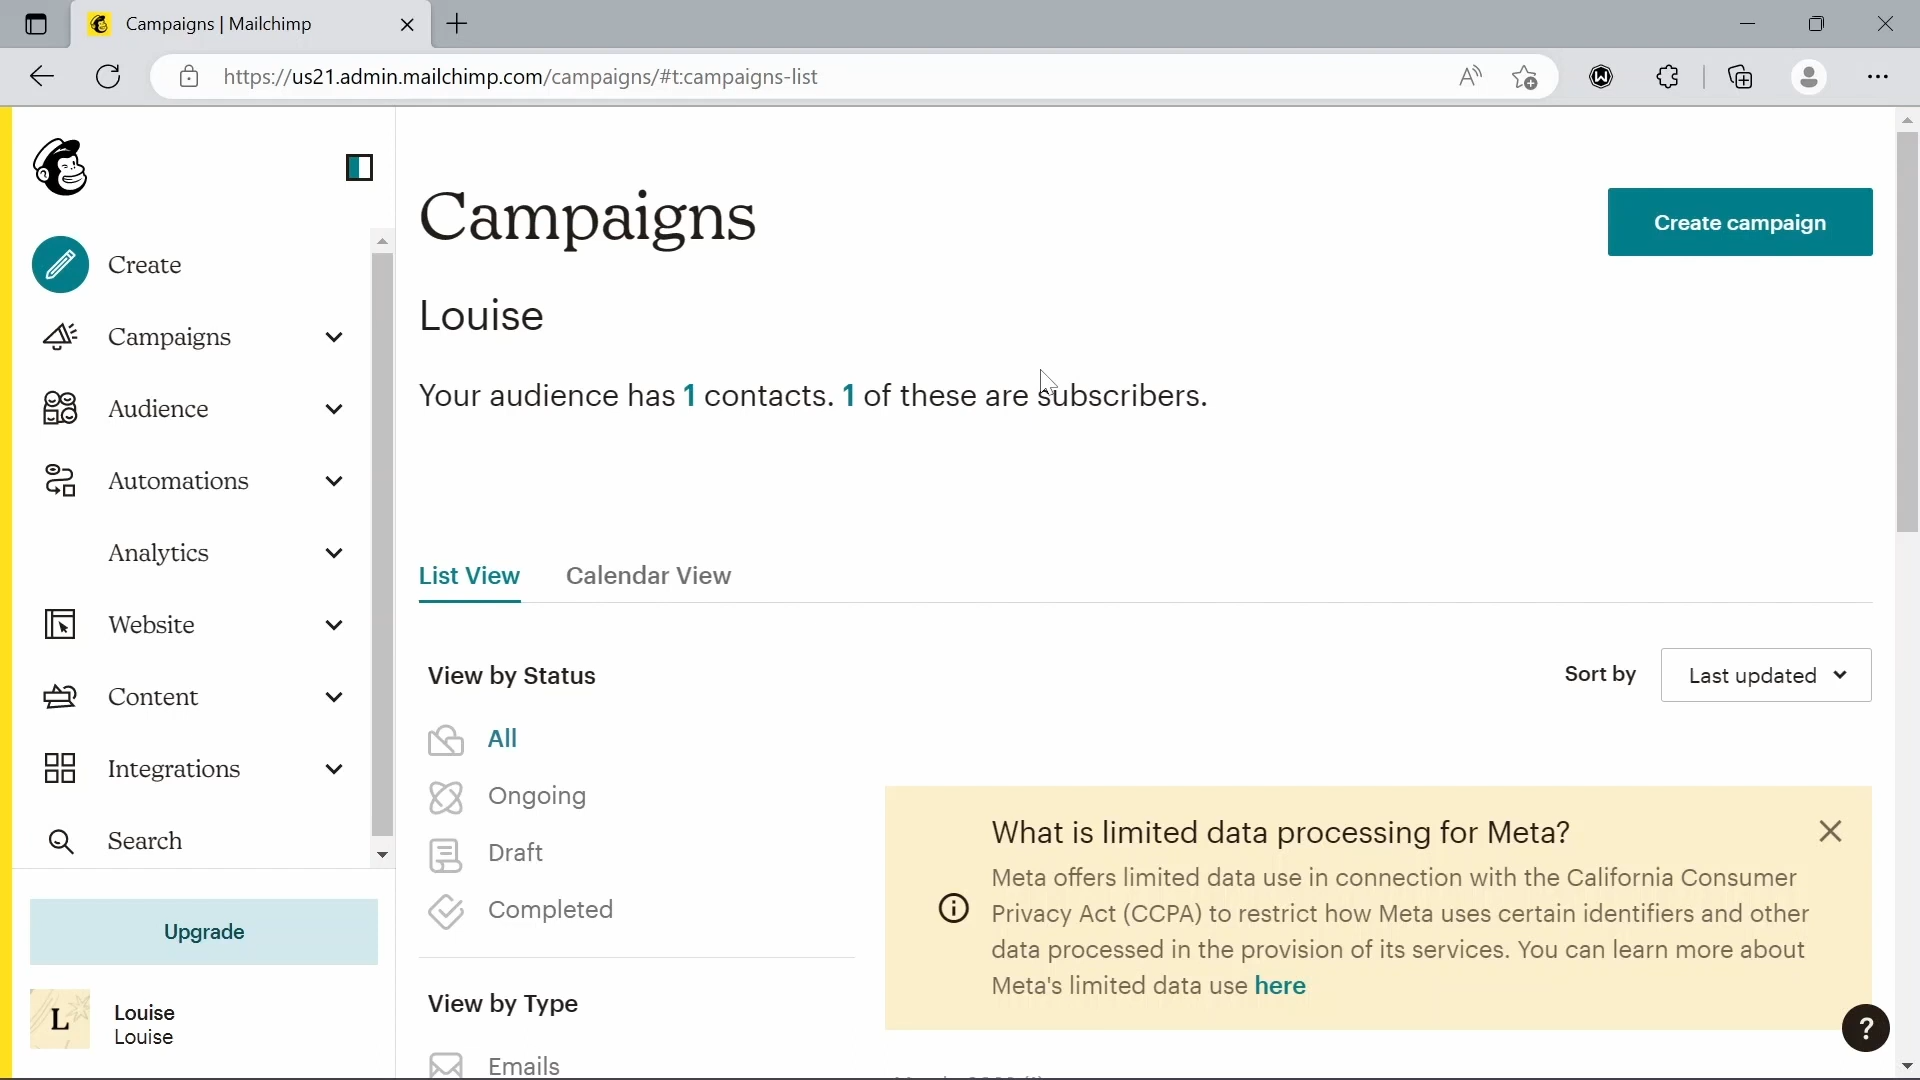 Campaigns | Mailchimp
https://us21.admin.mailchimp.com/campaigns/#t:campaigns-list
Create
Campaigns
Audience
Automations
Analytics
Website
Content
Integrations
Search
Upgrade
L
Louise
Louise
Campaigns
Create campaign
Louise
Your audience has 1 contacts. 1 of these are subscribers.
List View
Calendar View
View by Status
Sort by
Last updated
All
Ongoing
Draft
Completed
View by Type
Emails
What is limited data processing for Meta?
Meta offers limited data use in connection with the California Consumer
Privacy Act (CCPA) to restrict how Meta uses certain identifiers and other
data processed in the provision of its services. You can learn more about
Meta's limited data use here
?